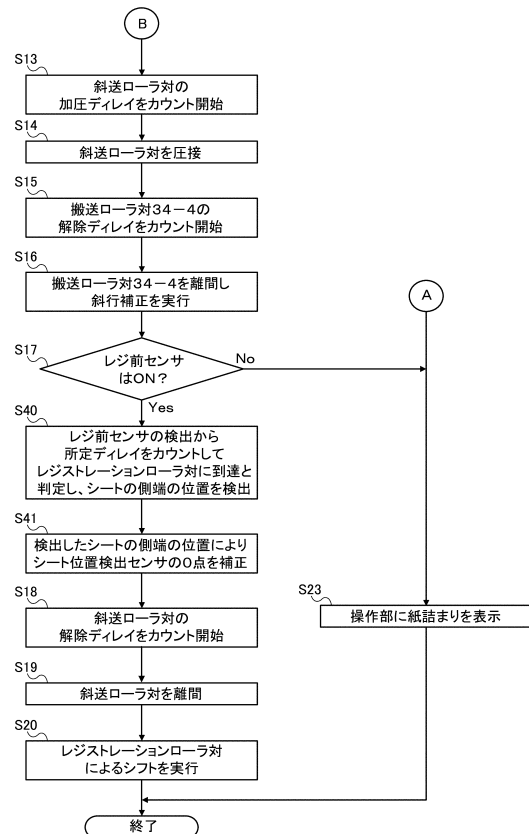 B
S13
斜送ローラ対の
加圧ディレイをカウント開始
S14
斜送ローラ対を圧接
S15
搬送ローラ対34-4の
解除ディレイをカウント開始
S16
搬送ローラ対34-4を離間し
斜行補正を実行
A
S17
レジ前センサ
はON?
No
Yes
S40
レジ前センサの検出から
所定ディレイをカウントして
レジストレーションローラ対に到達と
判定し、シートの側端の位置を検出
S41
検出したシートの側端の位置により
シート位置検出センサの0点を補正
S18
斜送ローラ対の
解除ディレイをカウント開始
S23
操作部に紙詰まりを表示
S19
斜送ローラ対を離間
S20
レジストレーションローラ対
によるシフトを実行
終了